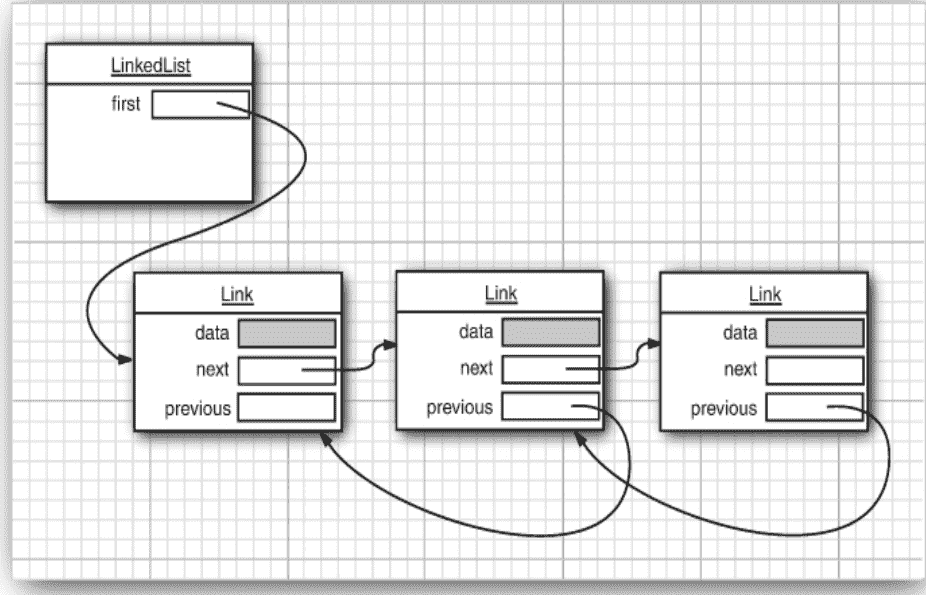 LinkedList
first
Link
data
next
previous
Link
data
next
previous
Link
data
next
previous